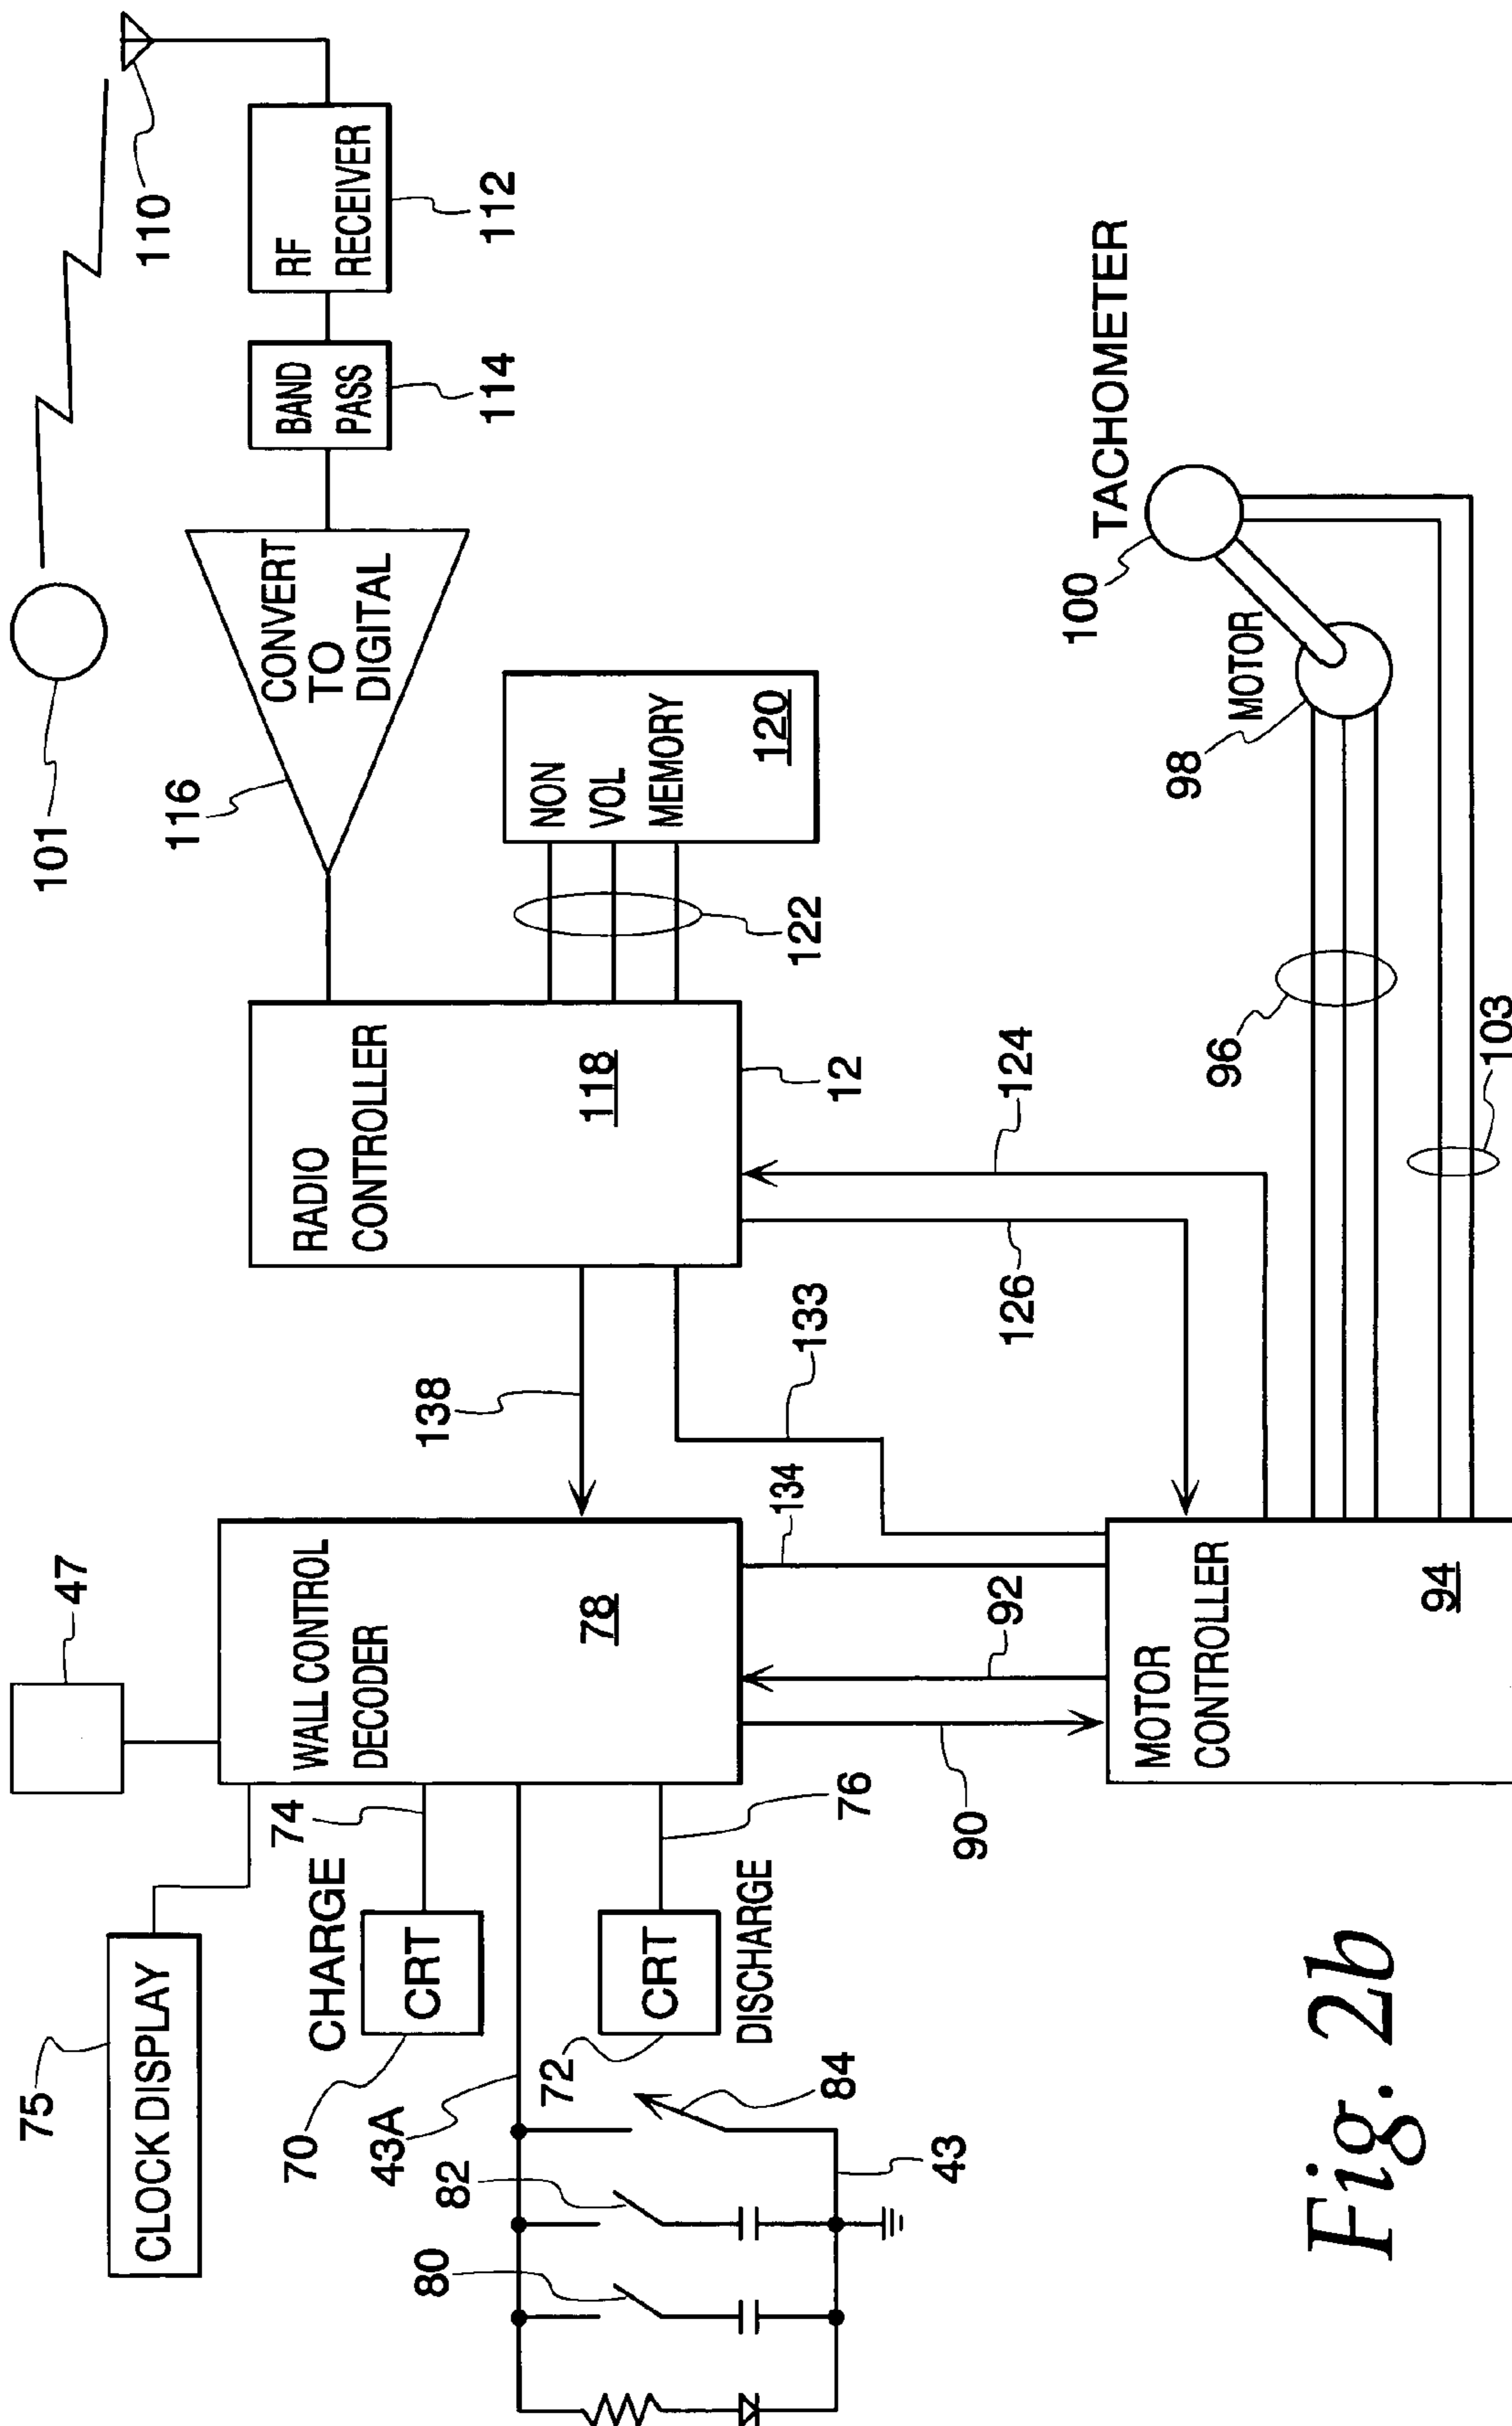 75
CLOCK DISPLAY
47
101
110
CHARGE
74
70
CRT
43A
72
CRT
DISCHARGE
76
80
82
84
43
WALL CONTROL
DECODER
78
138
134
133
90
92
RADIO
CONTROLLER
118
12
116
CONVERT
TO
DIGITAL
BAND
PASS
114
RF
RECEIVER
112
NON
VOL
MEMORY
120
122
124
126
MOTOR
CONTROLLER
94
96
98
MOTOR
100
TACHOMETER
103
Fig. 2b